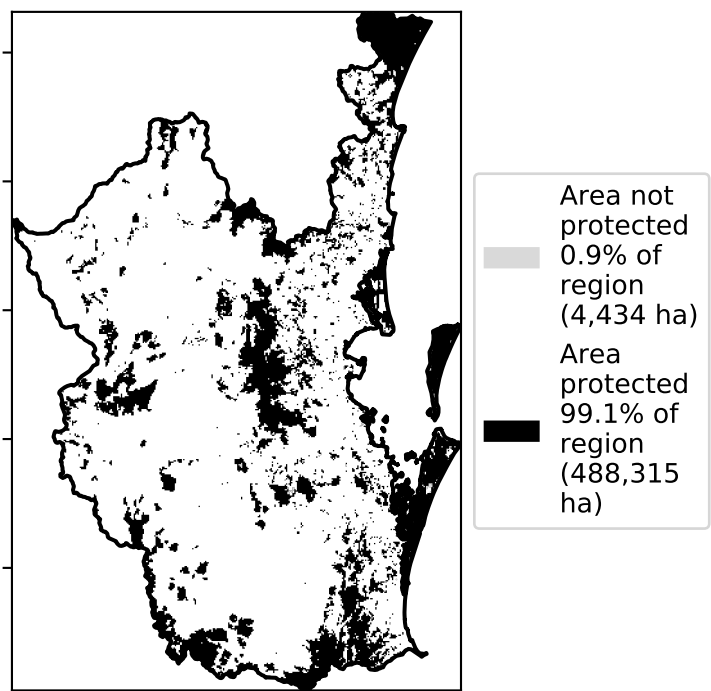 Area not
protected
0.9% of
region
(4,434 ha)
Area
protected
99.1% of
region
(488,315
ha)